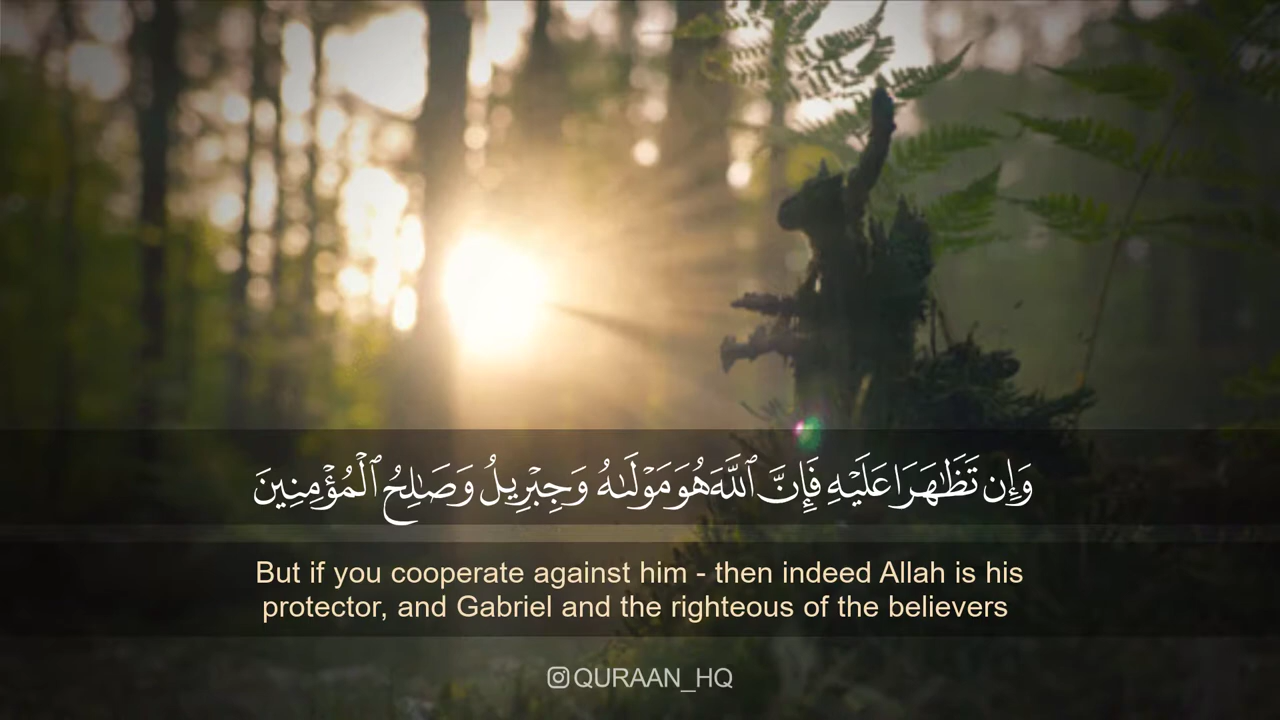 وَإِن تَظَٰهَرَا عَلَيْهِ فَإِنَّ ٱللَّهَ هُوَ مَوْلَىٰهُ وَجِبْرِيلُ وَصَٰلِحُ ٱلْمُؤْمِنِينَ
But if you cooperate against him - then indeed Allah is his
protector, and Gabriel and the righteous of the believers
QURAAN_HQ